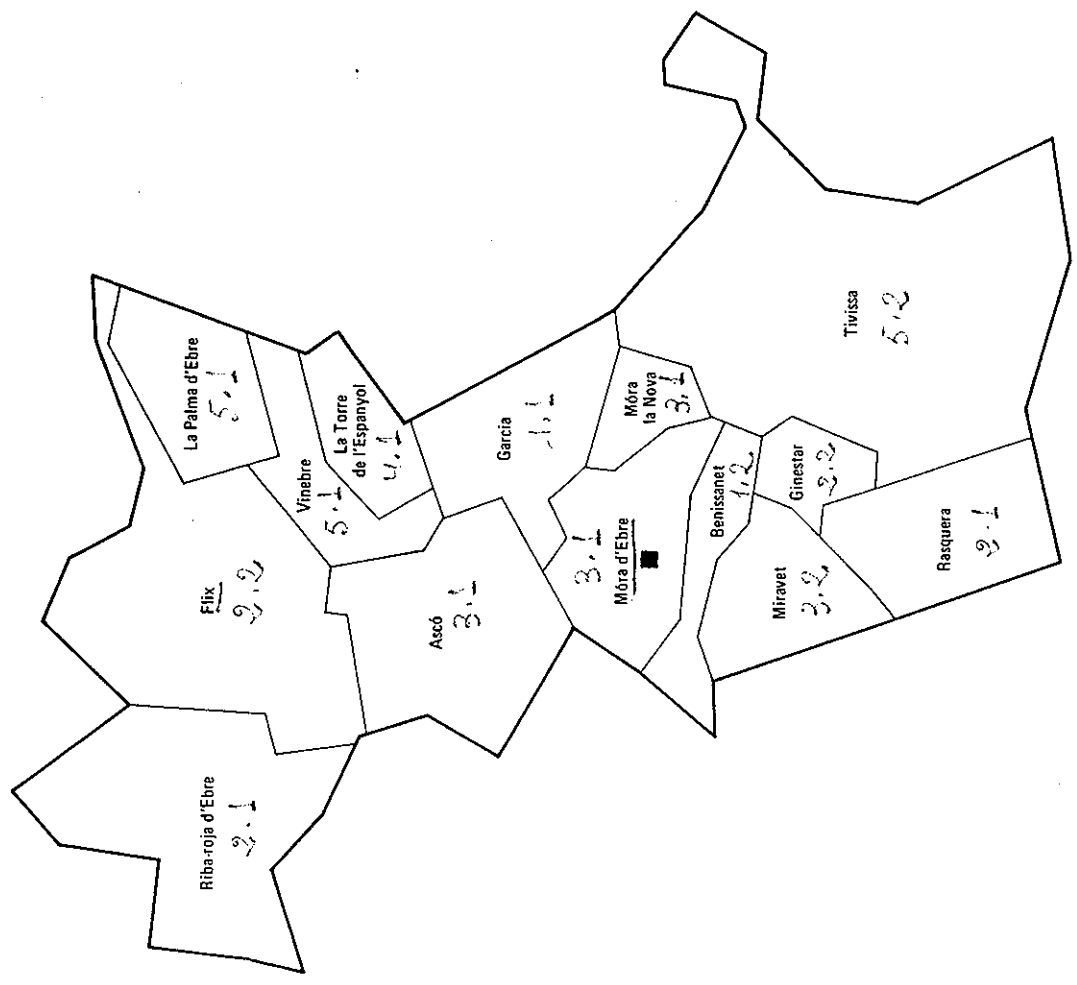 La Palma d'Ebre
5.1
Vinebre
5.1
La Torre
de l'Espanyol
4.1
Flix
2.2
Riba-roja d'Ebre
2.1
Ascó
3.1
Garcia
1.1
Móra
la Nova
3.1
Móra d'Ebre
3.1
Benissanet
1.2
Tivissa
5.2
Ginestar
2.2
Miravet
3.2
Rasquera
2.1